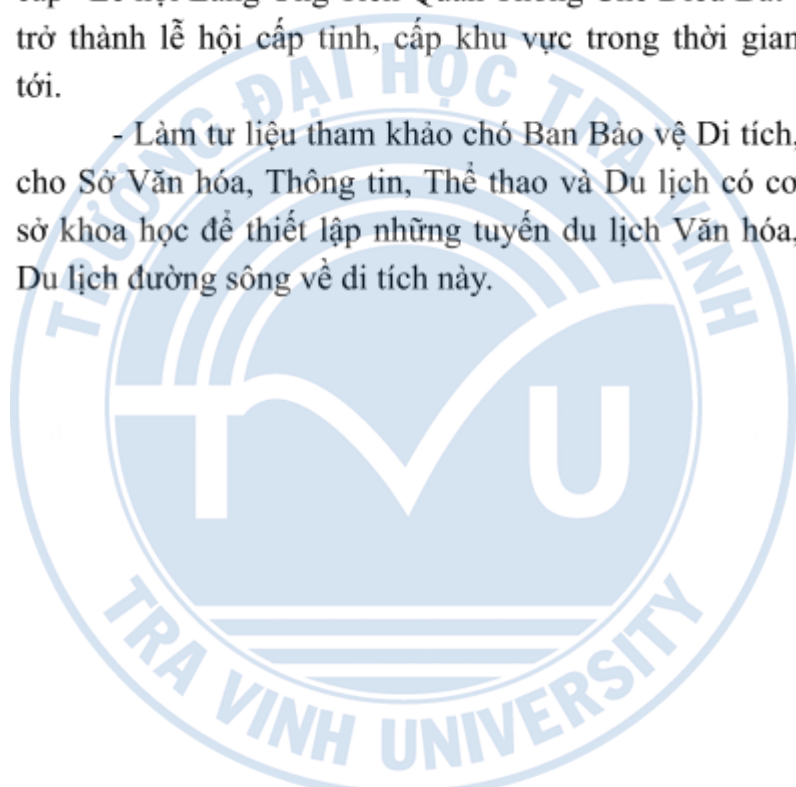 trở thành lễ hội cấp tỉnh, cấp khu vực trong thời gian
tới.
- Làm tư liệu tham khảo chó Ban Bảo vệ Di tích,
cho Sở Văn hóa, Thông tin, Thể thao và Du lịch có cơ
sở khoa học để thiết lập những tuyến du lịch Văn hóa,
Du lịch đường sông về di tích này.
TRƯỜNG ĐẠI HỌC TRÀ VINH
TVU
TRA VINH UNIVERSITY